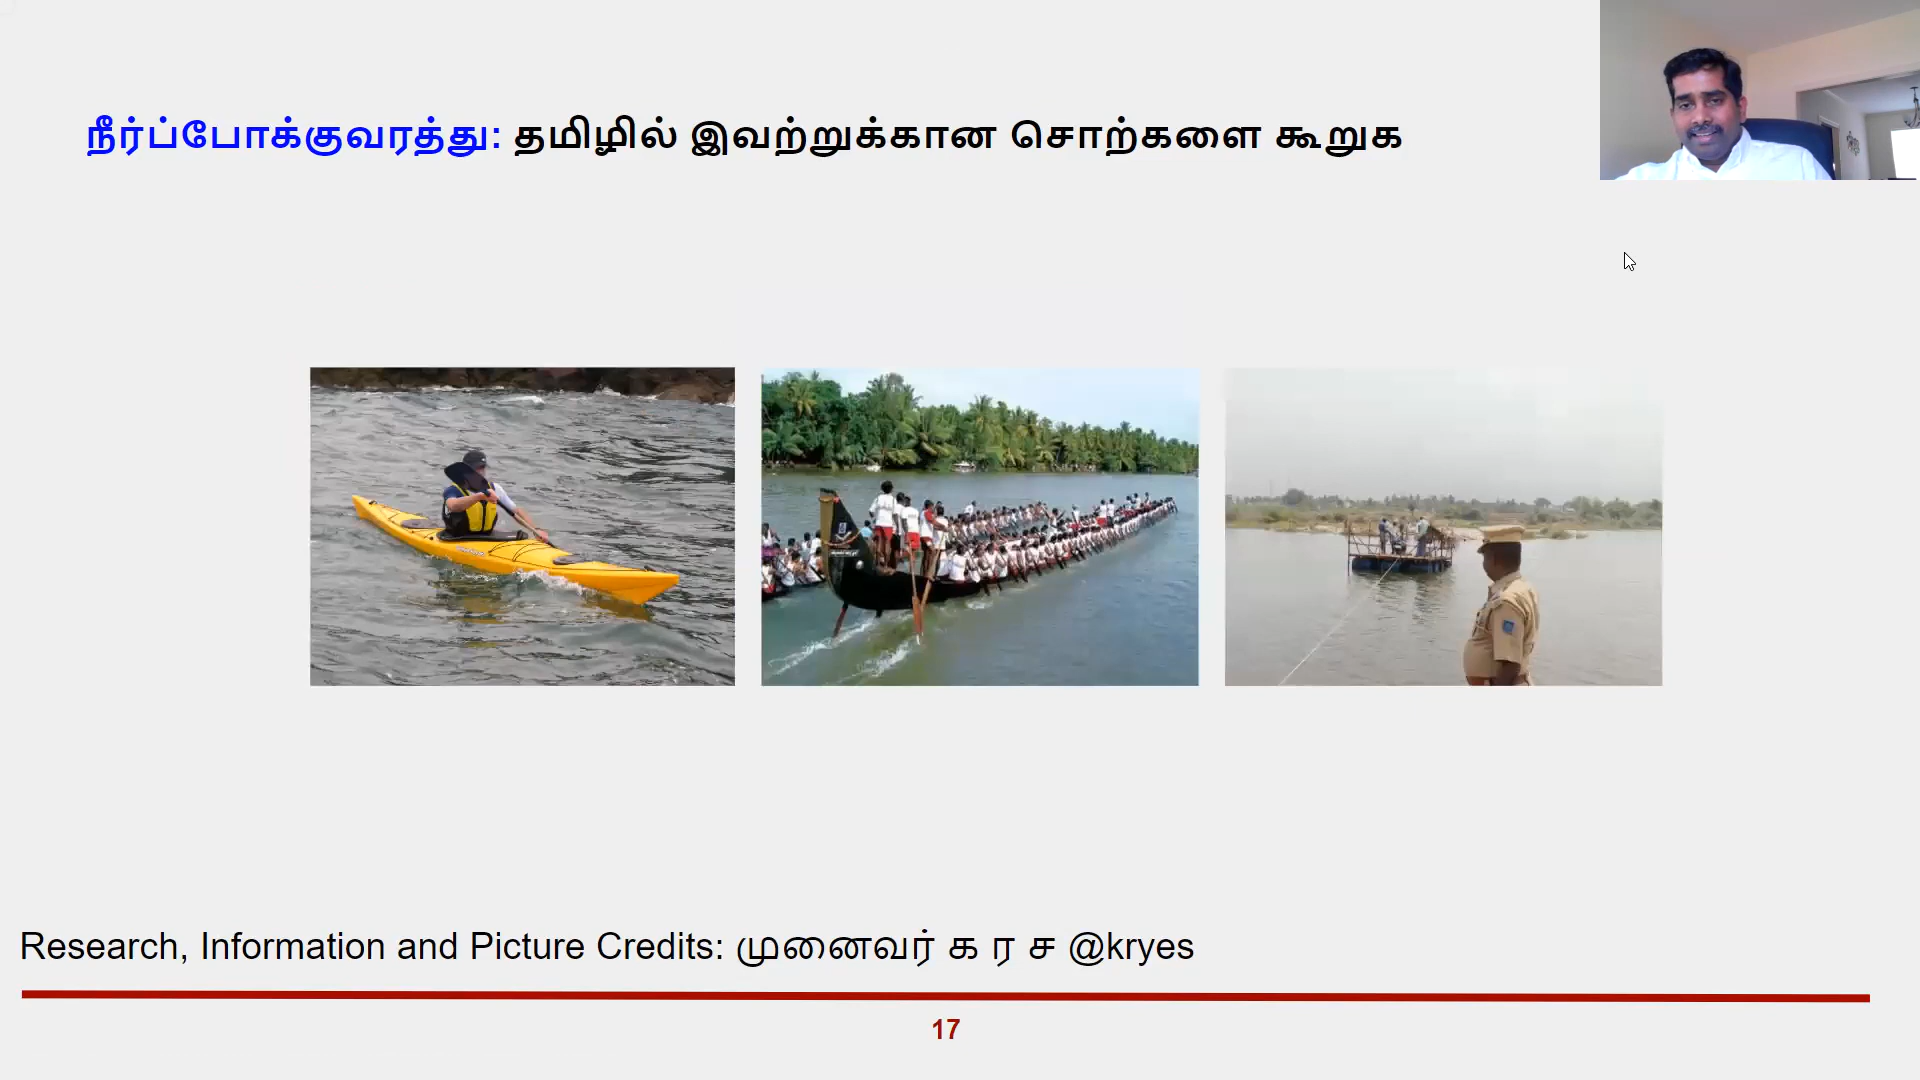 நீர்ப்போக்குவரத்து: தமிழில் இவற்றுக்கான சொற்களை கூறுக
Research, Information and Picture Credits: முனைவர் க ர ச @kryes
17